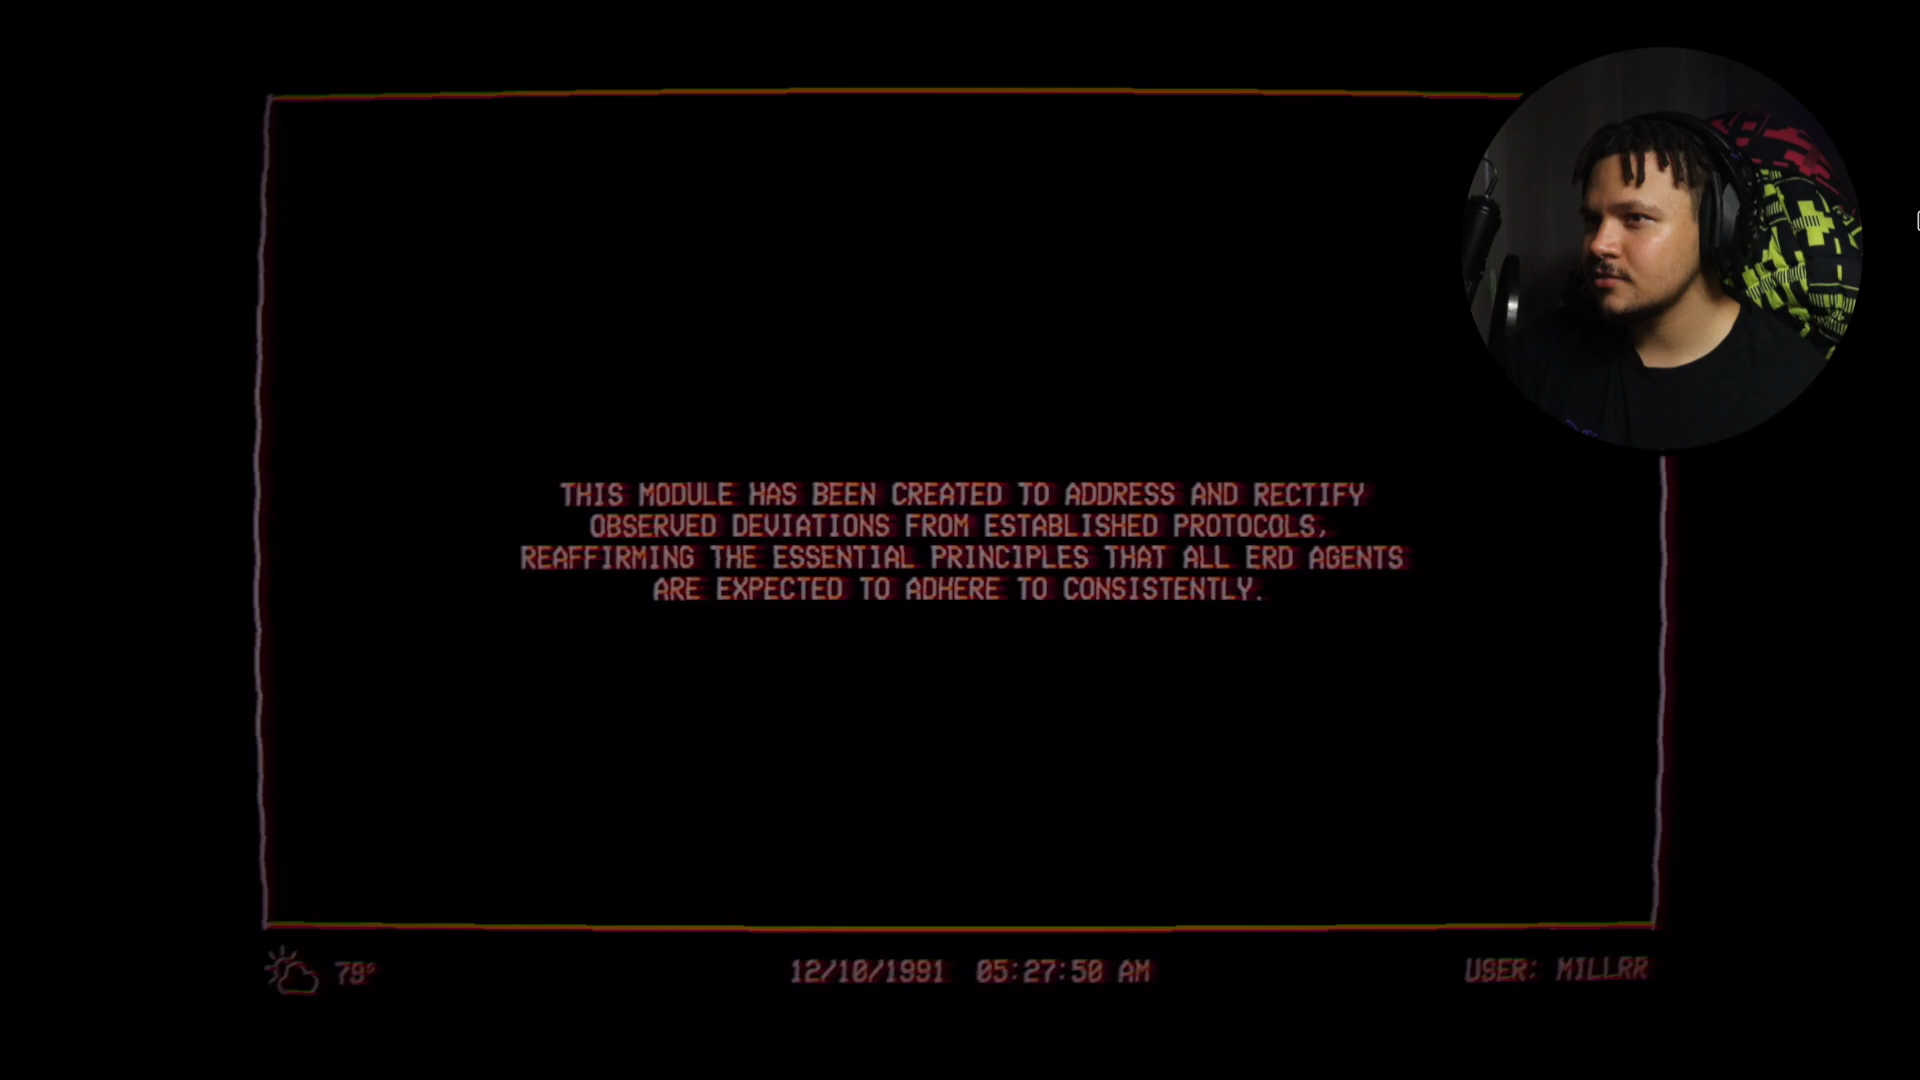 THIS MODULE HAS BEEN CREATED TO ADDRESS AND RECTIFY
OBSERVED DEVIATIONS FROM ESTABLISHED PROTOCOLS,
REAFFIRMING THE ESSENTIAL PRINCIPLES THAT ALL ERD AGENTS
ARE EXPECTED TO ADHERE TO CONSISTENTLY.
79°
12/10/1991 05:27:50 AM
USER: MILLRR